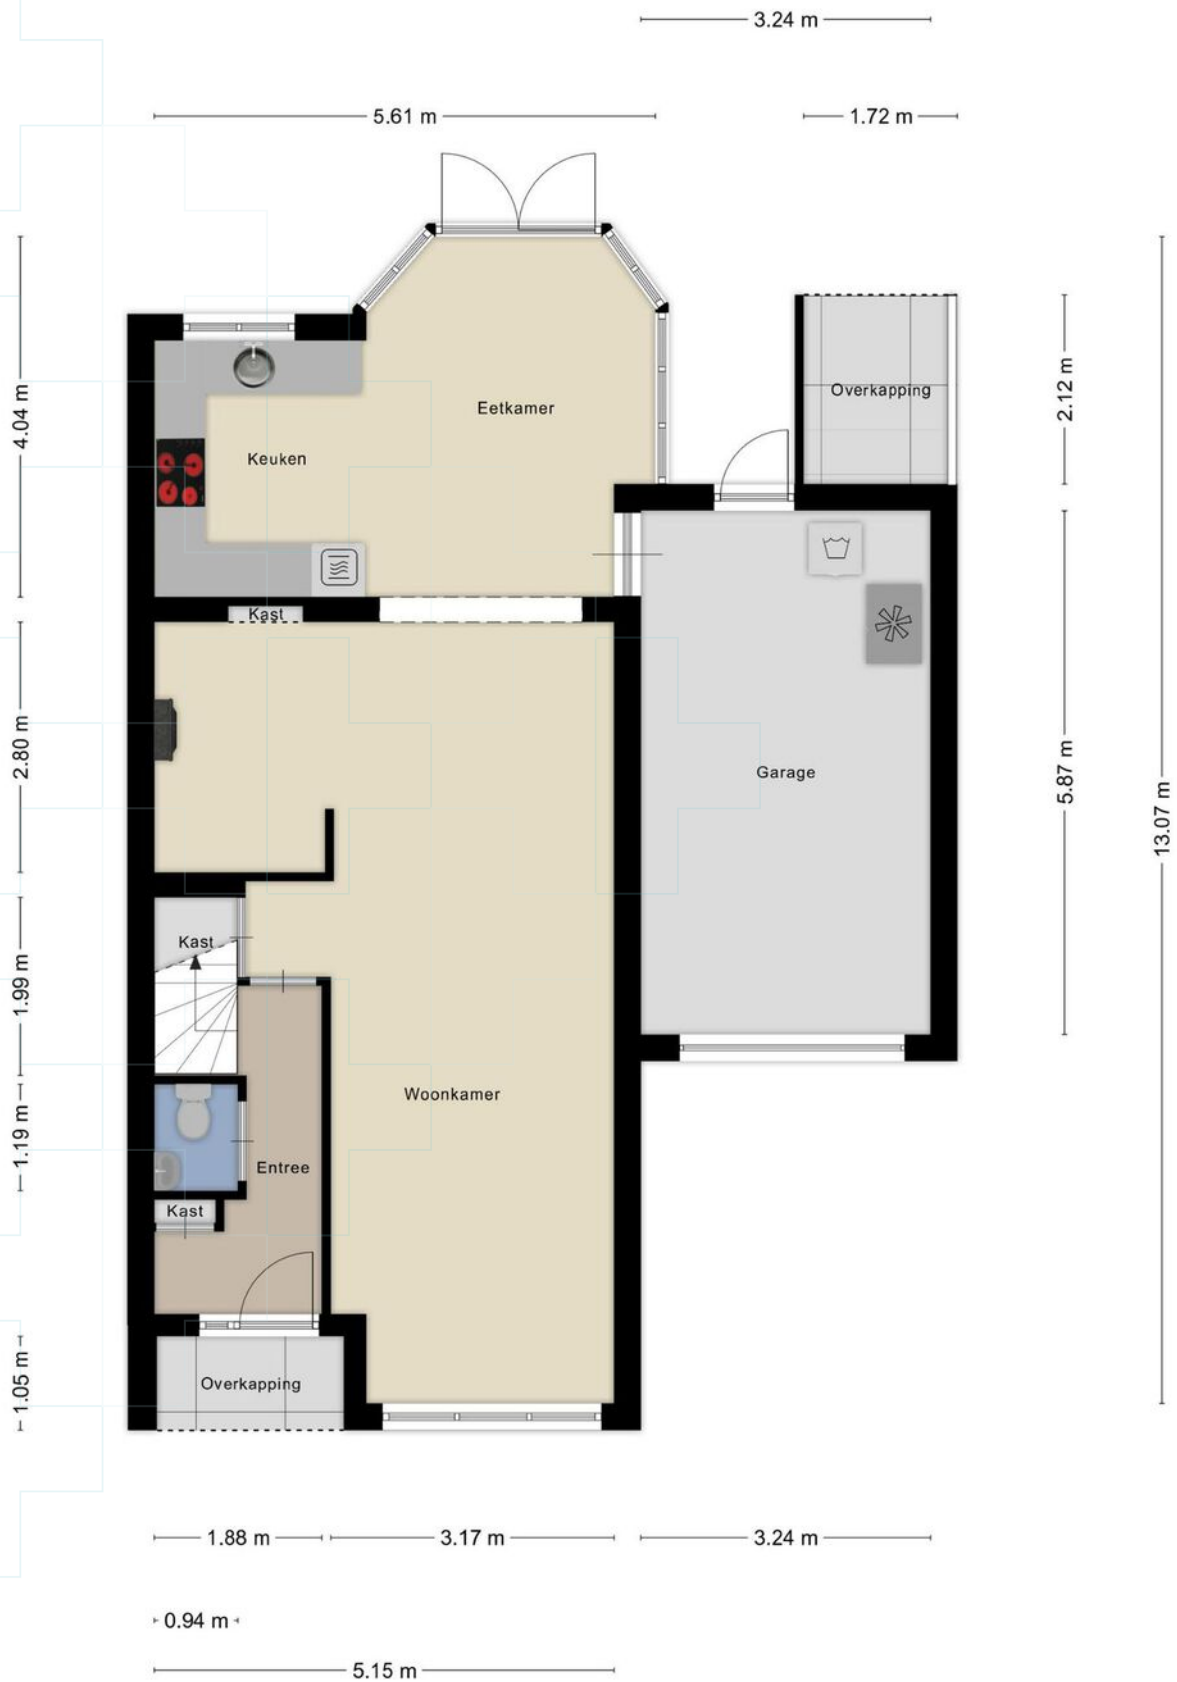 3.24 m
5.61 m
1.72 m
4.04 m
Overkapping
2.12 m
Eetkamer
Keuken
Kast
2.80 m
Garage
5.87 m
13.07 m
Kast
1.99 m
Woonkamer
1.19 m
Entree
Kast
Overkapping
1.05 m
1.88 m
3.17 m
3.24 m
0.94 m
5.15 m